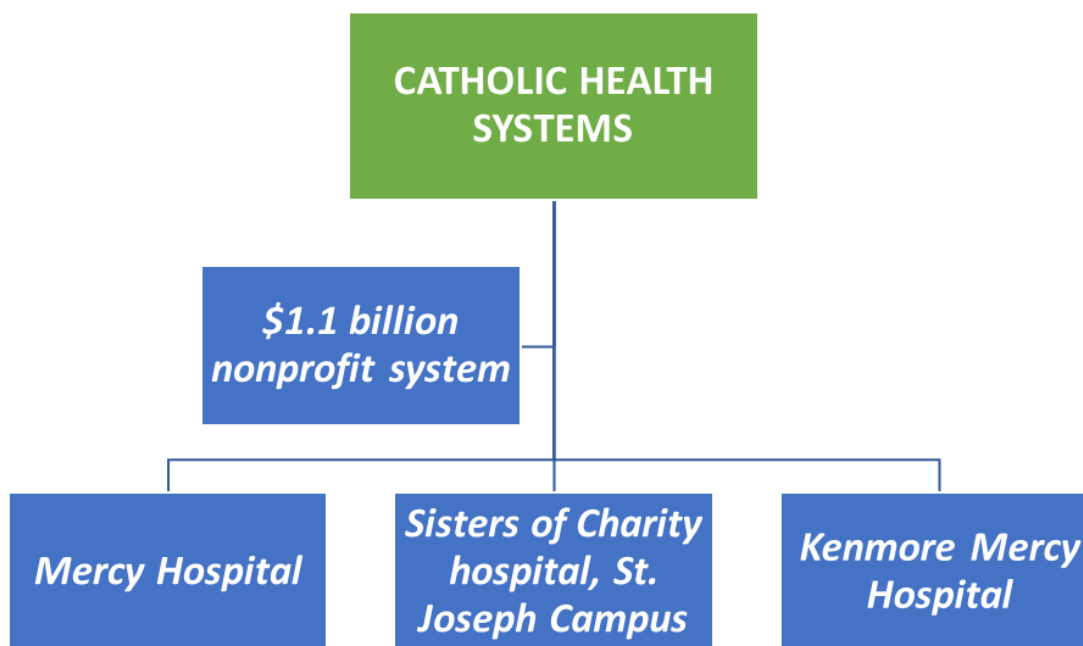 CATHOLIC HEALTH
SYSTEMS
$1.1 billion
nonprofit system
Mercy Hospital
Sisters of Charity
hospital, St.
Joseph Campus
Kenmore Mercy
Hospital